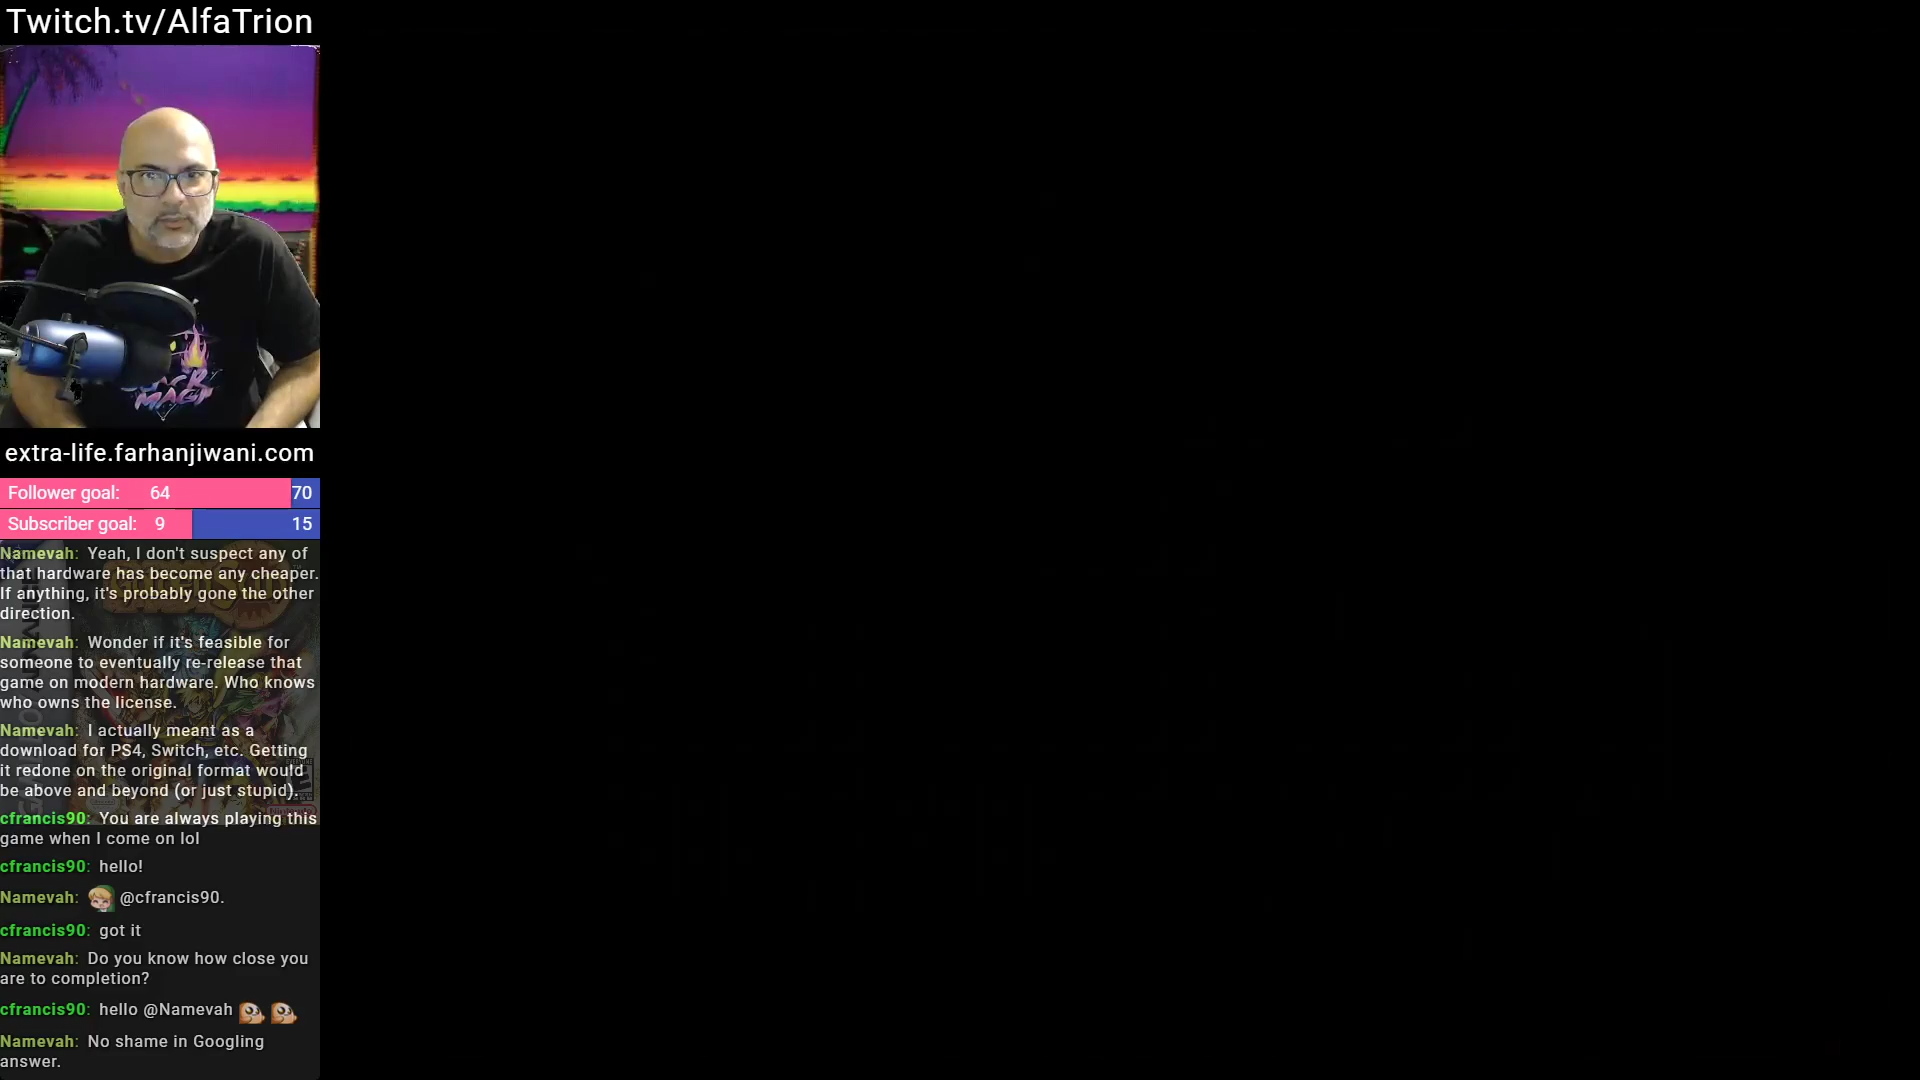 Twitch.tv/AlfaTrion
extra-life.farhanjiwani.com
Follower goal: 64 70
Subscriber goal: 9 15
Namevah: Yeah, I don't suspect any of
that hardware has become any cheaper.
If anything, it's probably gone the other
direction.
Namevah: Wonder if it's feasible for
someone to eventually re-release that
game on modern hardware. Who knows
who owns the license.
Namevah: I actually meant as a
download for PS4, Switch, etc. Getting
it redone on the original format would
be above and beyond (or just stupid).
cfrancis90: You are always playing this
game when I come on lol
cfrancis90: hello!
Namevah: @cfrancis90.
cfrancis90: got it
Namevah: Do you know how close you
are to completion?
cfrancis90: hello @Namevah
Namevah: No shame in Googling
answer.